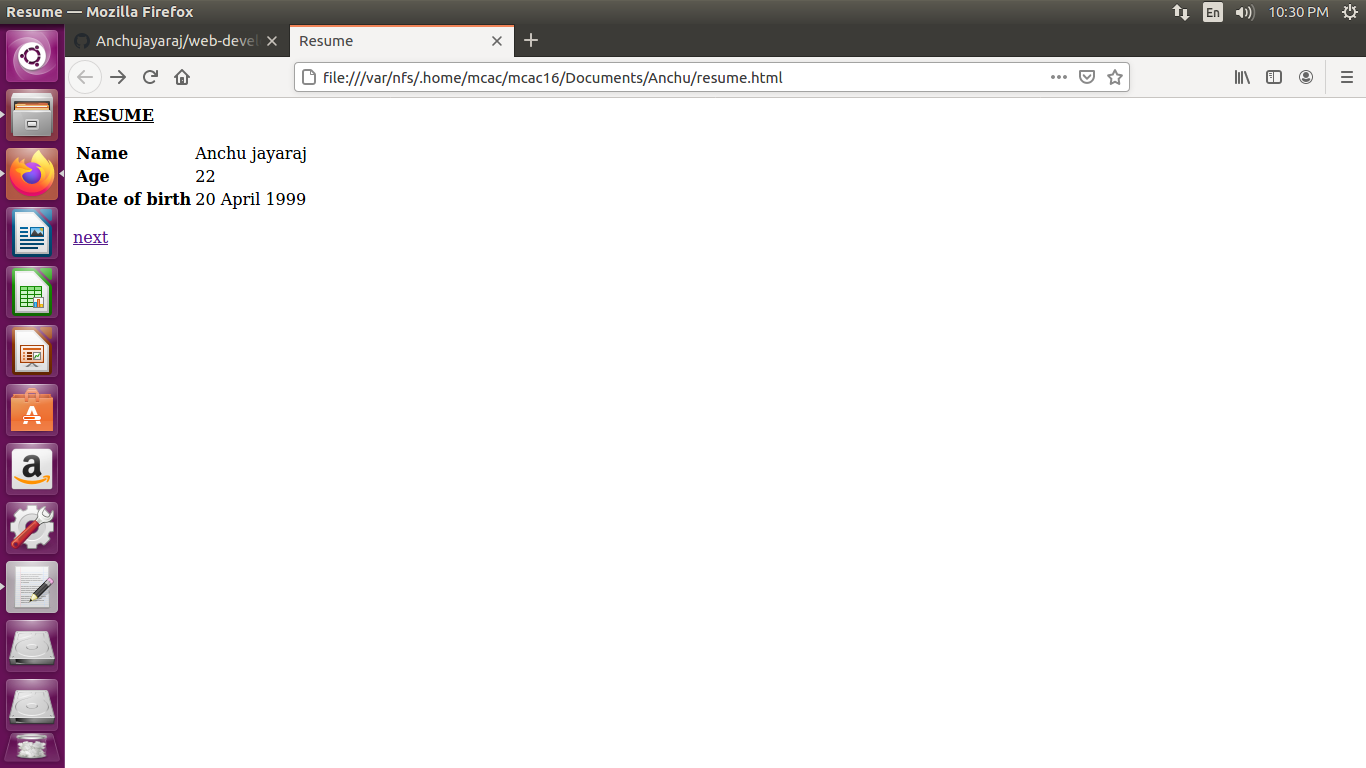 Resume — Mozilla Firefox
En
10:30 PM
Anchujayaraj/web-devel
Resume
file:///var/nfs/.home/mcac/mcac16/Documents/Anchu/resume.html
RESUME
Name Anchu jayaraj
Age 22
Date of birth 20 April 1999
next